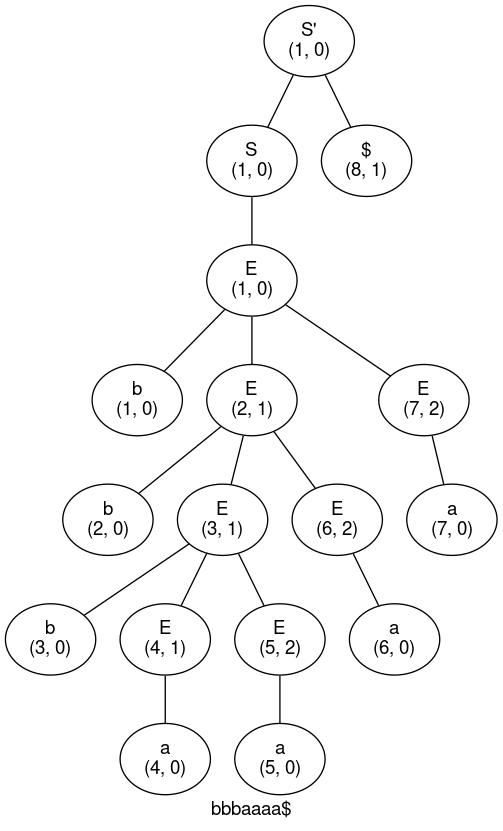 S'
(1, 0)
S
(1, 0)
$
(8, 1)
E
(1, 0)
b
(1, 0)
E
(2, 1)
E
(7, 2)
b
(2, 0)
E
(3, 1)
E
(6, 2)
a
(7, 0)
b
(3, 0)
E
(4, 1)
E
(5, 2)
a
(6, 0)
a
(4, 0)
a
(5, 0)
bbbaaaa$